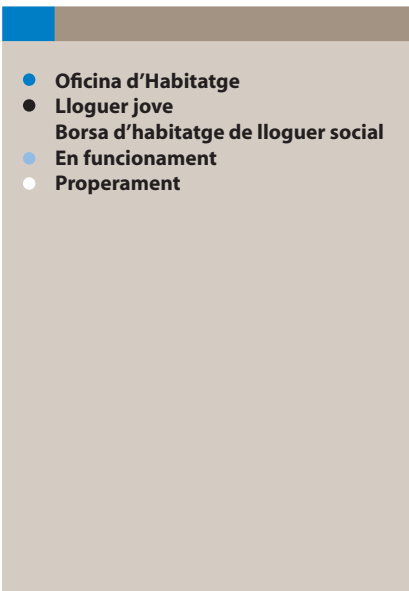 Oficina d’Habitatge
Lloguer jove
Borsa d’habitatge de lloguer social
En funcionament
Properament